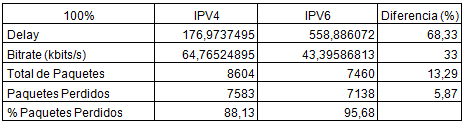 100% IPV4 IPV6 Diferencia (%)
Delay 176,9737495 558,886072 68,33
Bitrate (kbits/s) 64,76524895 43,39586813 33
Total de Paquetes 8604 7460 13,29
Paquetes Perdidos 7583 7138 5,87
% Paquetes Perdidos 88,13 95,68